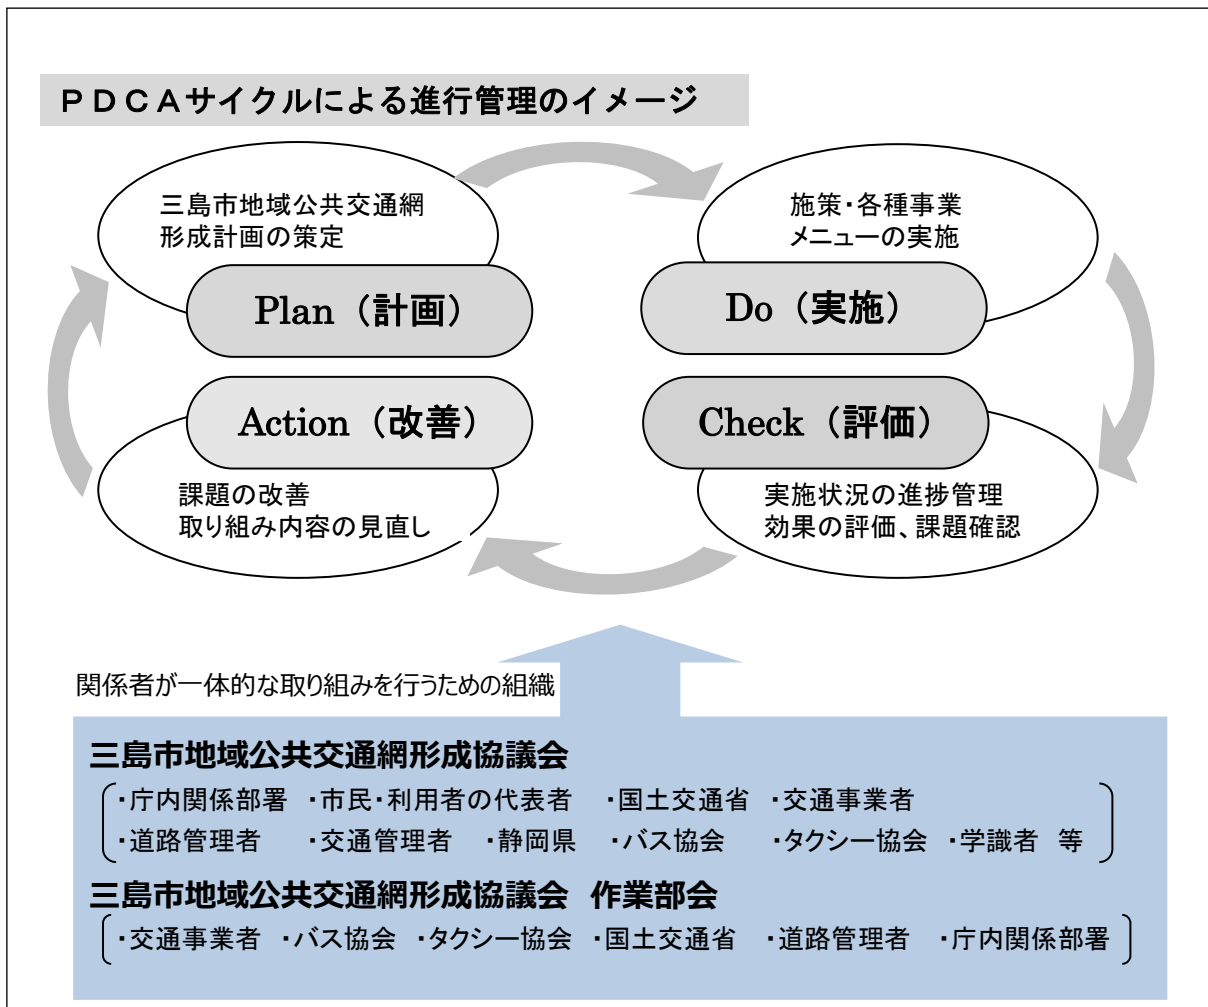 PDCAサイクルによる進行管理のイメージ
三島市地域公共交通網
形成計画の策定
Plan(計画)
施策・各種事業
メニューの実施
Do(実施)
Action(改善)
課題の改善
取り組み内容の見直し
Check(評価)
実施状況の進捗管理
効果の評価、課題確認
関係者が一体的な取り組みを行うための組織
三島市地域公共交通網形成協議会
・庁内関係部署 ・市民・利用者の代表者 ・国土交通省 ・交通事業者
・道路管理者 ・交通管理者 ・静岡県 ・バス協会 ・タクシー協会 ・学識者 等
三島市地域公共交通網形成協議会 作業部会
・交通事業者 ・バス協会 ・タクシー協会 ・国土交通省 ・道路管理者 ・庁内関係部署